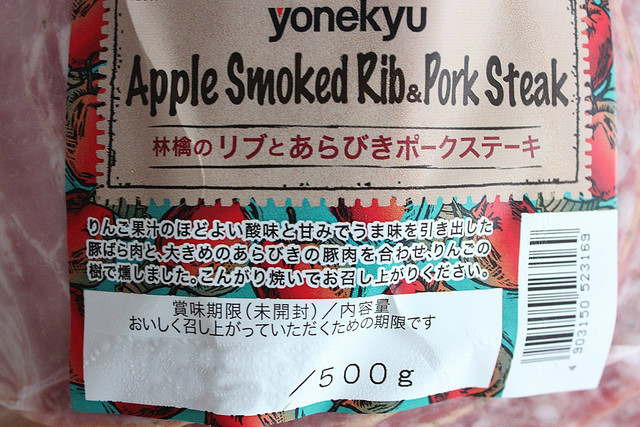 yonekyu
Apple Smoked Rib & Pork Steak
林檎のリブとあらびきポークステーキ
りんご果汁のほどよい酸味と甘みでうま味を引き出した
豚ばら肉と、大きめのあらびきの豚肉を合わせ、りんごの
樹で燻しました。こんがり焼いてお召し上がりください。
賞味期限(未開封)/内容量
おいしく召し上がっていただくための期限です
/500g
4 903150 523169